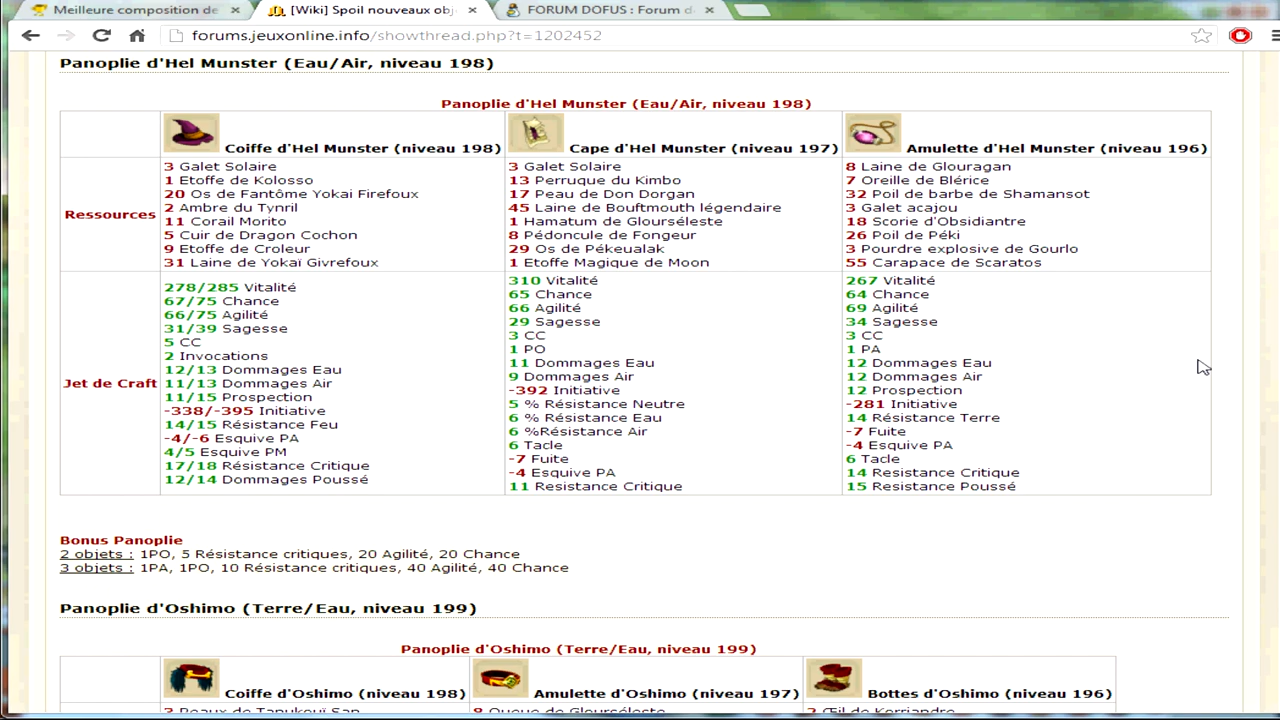 Meilleure composition de
[Wiki] Spoil nouveaux obj
FORUM DOFUS : Forum d
forums.jeuxonline.info/showthread.php?t=1202452
Panoplie d'Hel Munster (Eau/Air, niveau 198)
Panoplie d'Hel Munster (Eau/Air, niveau 198)
Coiffe d'Hel Munster (niveau 198)
Cape d'Hel Munster (niveau 197)
Amulette d'Hel Munster (niveau 196)
Ressources
3 Galet Solaire
1 Etoffe de Kolosso
20 Os de Fantôme Yokai Firefoux
2 Ambre du Tynril
11 Corail Morito
5 Cuir de Dragon Cochon
9 Etoffe de Croleur
31 Laine de Yokaï Givrefoux
3 Galet Solaire
13 Perruque du Kimbo
17 Peau de Don Dorgan
45 Laine de Bouftmouth légendaire
1 Hamatum de Glourséleste
8 Pédoncule de Fongeur
29 Os de Pékeualak
1 Etoffe Magique de Moon
8 Laine de Glouragan
7 Oreille de Blérice
32 Poil de barbe de Shamansot
3 Galet acajou
18 Scorie d'Obsidiantre
26 Poil de Péki
3 Pourdre explosive de Gourlo
55 Carapace de Scaratos
Jet de Craft
278/285 Vitalité
67/75 Chance
66/75 Agilité
31/39 Sagesse
5 CC
2 Invocations
12/13 Dommages Eau
11/13 Dommages Air
11/15 Prospection
-338/-395 Initiative
14/15 Résistance Feu
-4/-6 Esquive PA
4/5 Esquive PM
17/18 Résistance Critique
12/14 Dommages Poussé
310 Vitalité
65 Chance
66 Agilité
29 Sagesse
3 CC
1 PO
11 Dommages Eau
9 Dommages Air
-392 Initiative
5 % Résistance Neutre
6 % Résistance Eau
6 %Résistance Air
6 Tacle
-7 Fuite
-4 Esquive PA
11 Resistance Critique
267 Vitalité
64 Chance
69 Agilité
34 Sagesse
3 CC
1 PA
12 Dommages Eau
12 Dommages Air
12 Prospection
-281 Initiative
14 Résistance Terre
-7 Fuite
-4 Esquive PA
6 Tacle
14 Resistance Critique
15 Resistance Poussé
Bonus Panoplie
2 objets : 1PO, 5 Résistance critiques, 20 Agilité, 20 Chance
3 objets : 1PA, 1PO, 10 Résistance critiques, 40 Agilité, 40 Chance
Panoplie d'Oshimo (Terre/Eau, niveau 199)
Panoplie d'Oshimo (Terre/Eau, niveau 199)
Coiffe d'Oshimo (niveau 198)
Amulette d'Oshimo (niveau 197)
Bottes d'Oshimo (niveau 196)
3 Peaux de Tanukouï San
8 Queue de Glourséleste
2 Œil de Korriandre